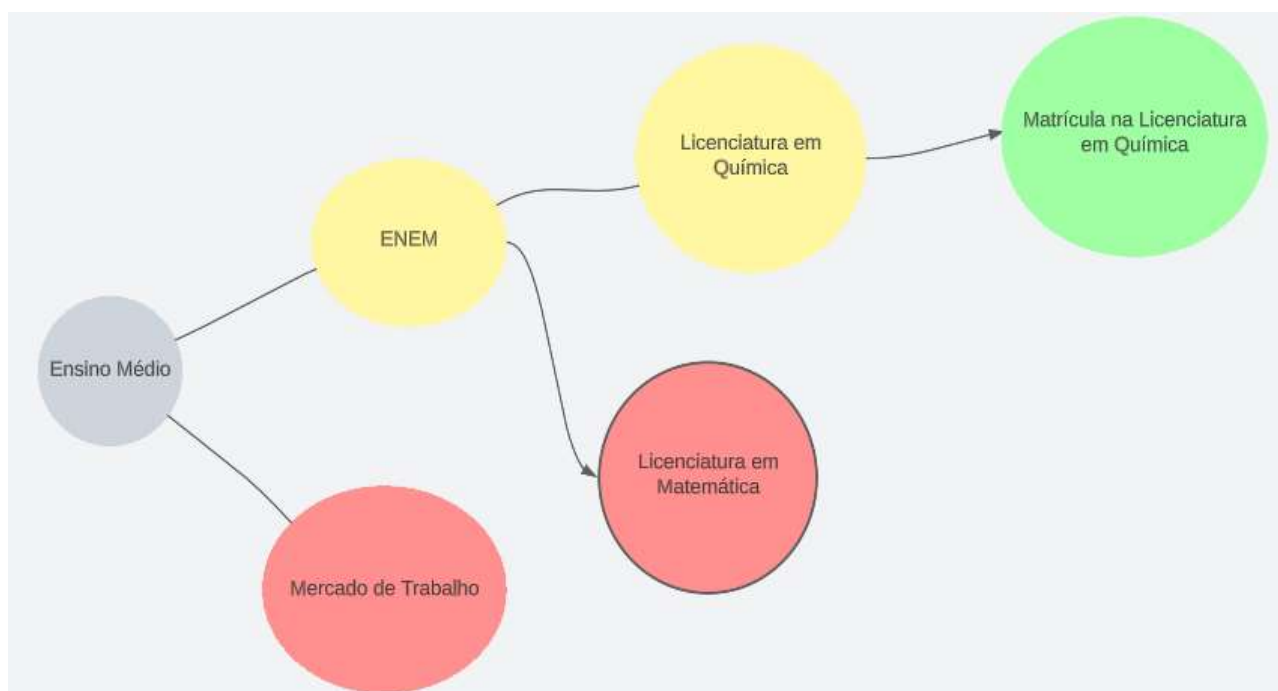 Matrícula na Licenciatura
em Química
Licenciatura em
Química
ENEM
Ensino Médio
Licenciatura em
Matemática
Mercado de Trabalho